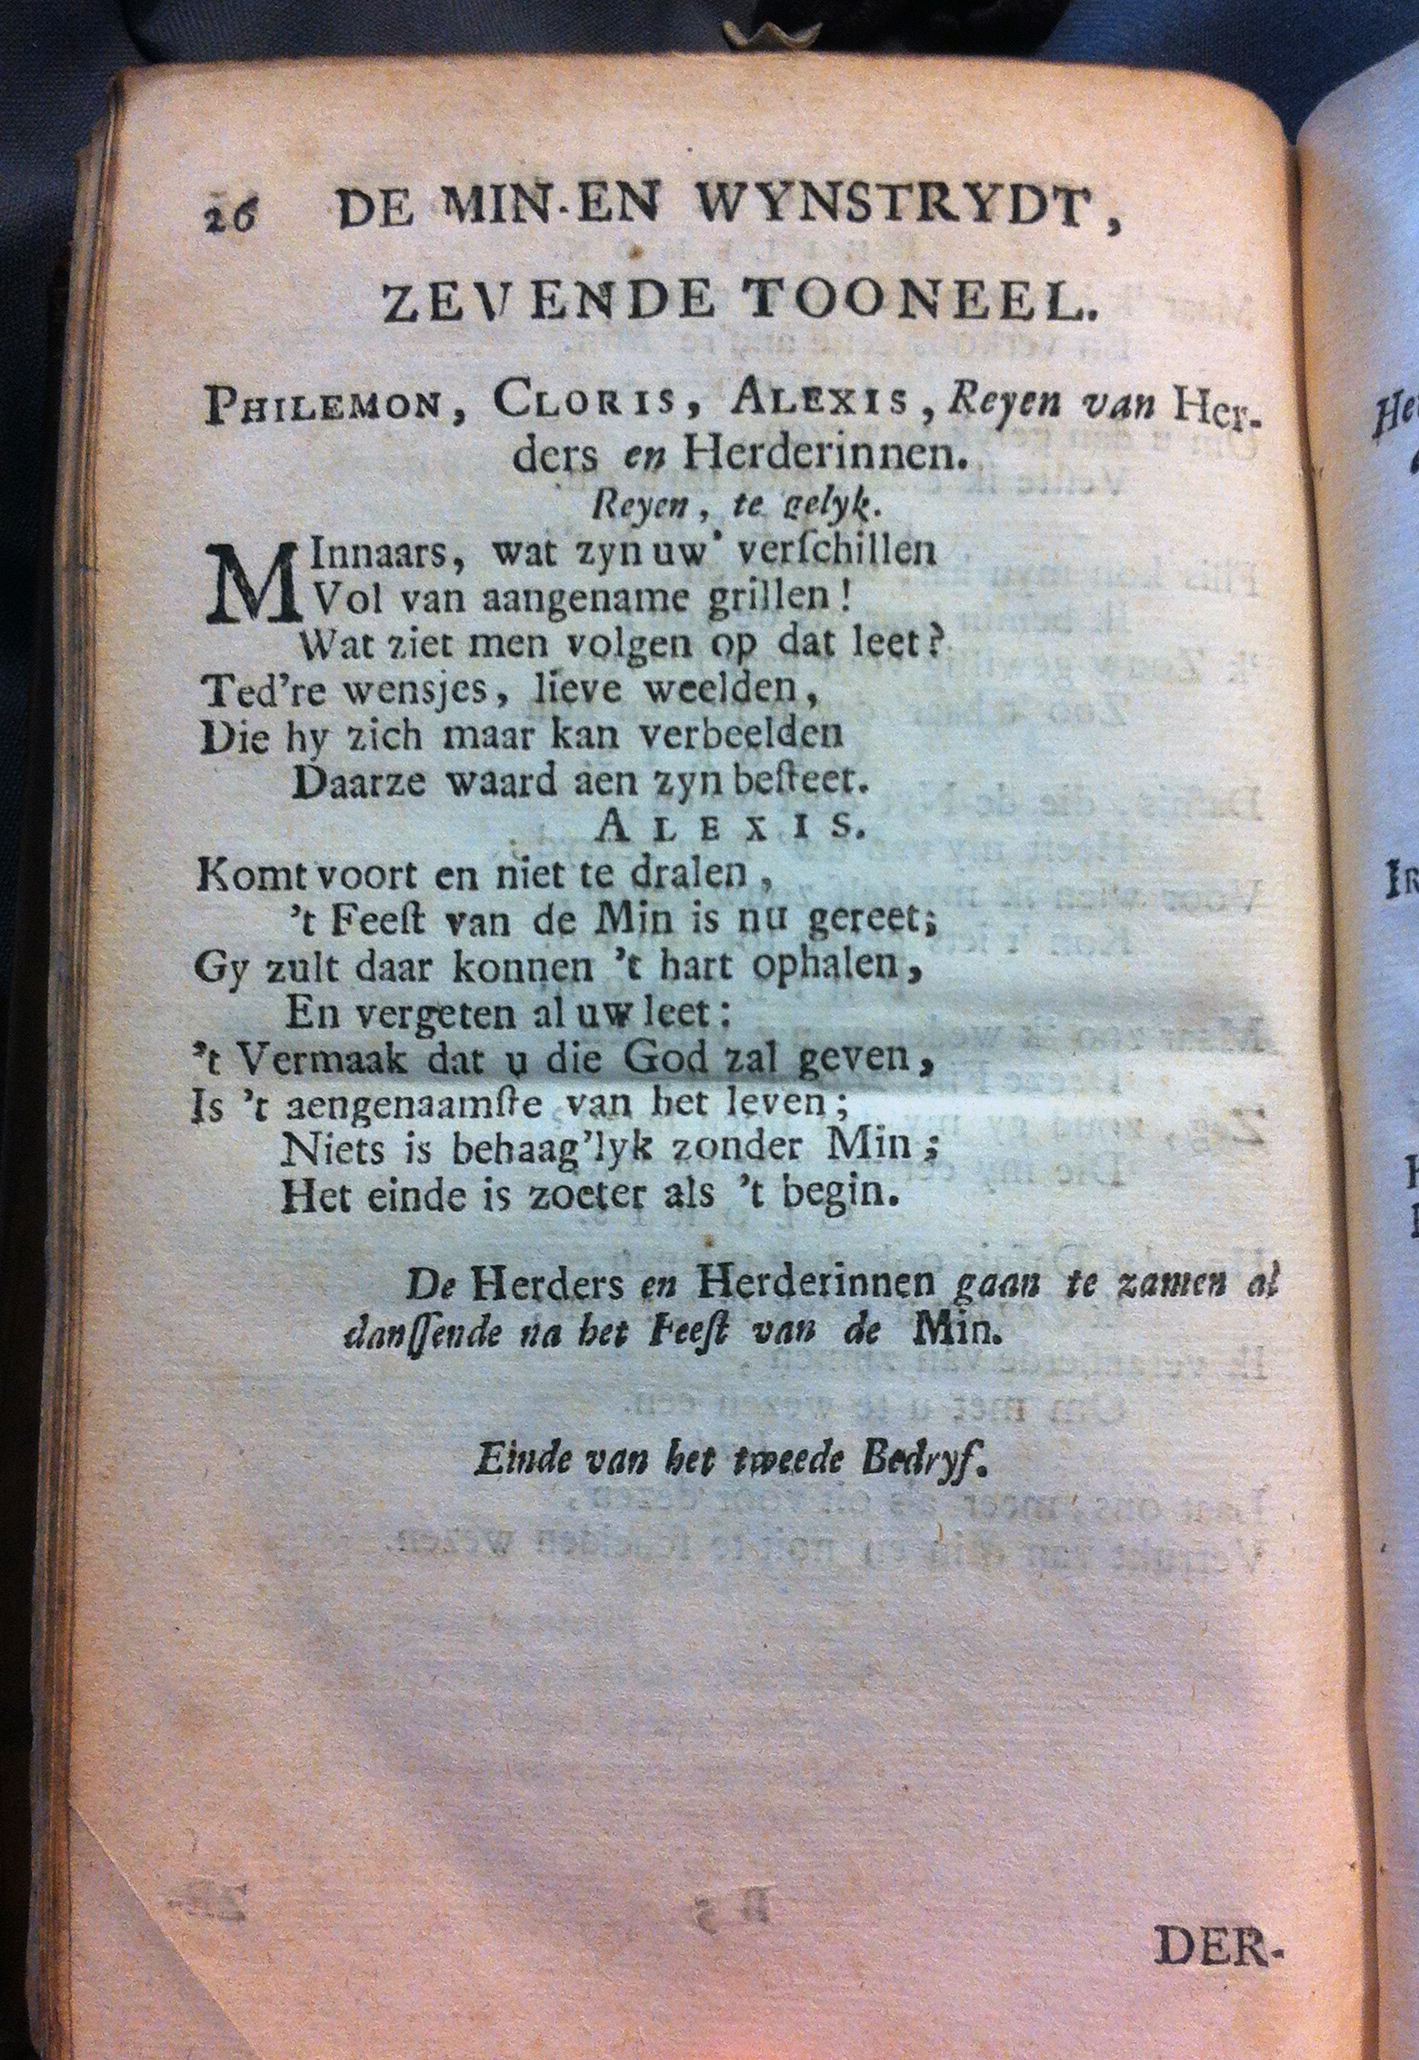 26 DE MIN-EN WYNSTRYDT,
ZEVENDE TOONEEL.
PHILEMON, CLORIS, ALEXIS, Reyen van Her-
ders en Herderinnen.
Reyen, te gelyk.
MInnaars, wat zyn uw' verſchillen
Vol van aangename grillen!
Wat ziet men volgen op dat leet?
Ted're wensjes, lieve weelden,
Die hy zich maar kan verbeelden
Daarze waard aen zyn beſteet.
ALEXIS.
Komt voort en niet te dralen,
't Feeſt van de Min is nu gereet;
Gy zult daar konnen 't hart ophalen,
En vergeten al uw leet:
't Vermaak dat u die God zal geven,
Is 't aengenaamſte van het leven;
Niets is behaag'lyk zonder Min;
Het einde is zoeter als 't begin.
De Herders en Herderinnen gaan te zamen al
danſſende na het Feeſt van de Min.
Einde van het tweede Bedryf.
DER-